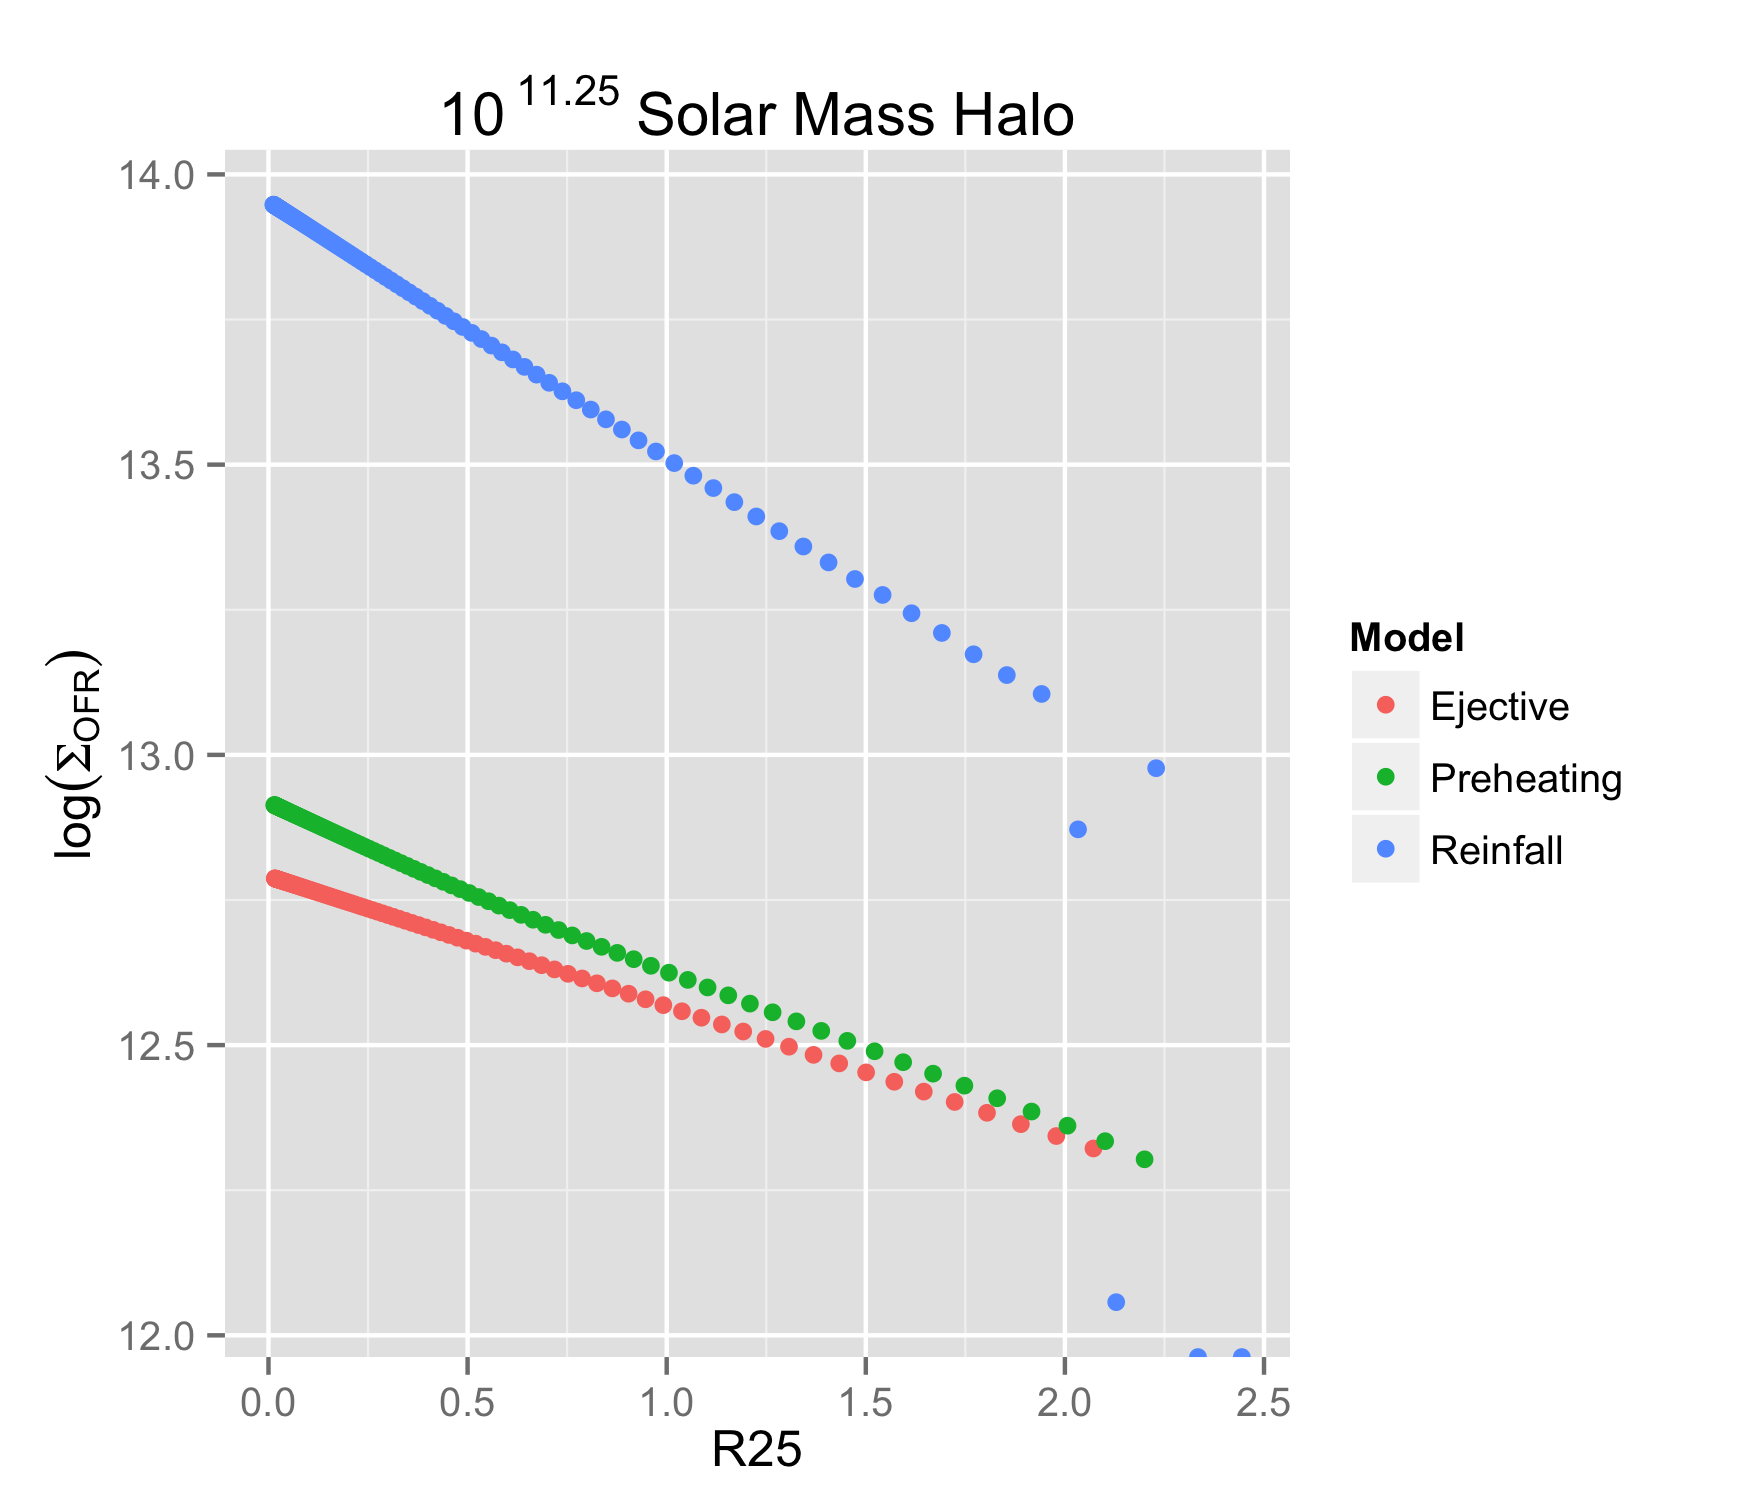 10 11.25 Solar Mass Halo
14.0
13.5
13.0
12.5
12.0
log(ΣOFR)
0.0 0.5 1.0 1.5 2.0 2.5
R25
Model
Ejective
Preheating
Reinfall